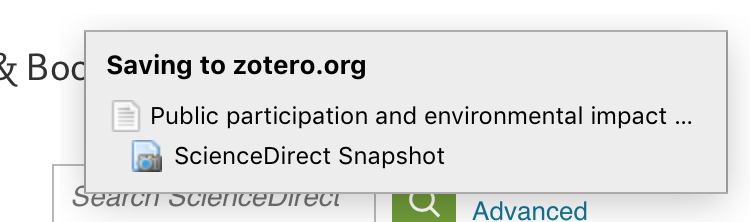 Saving to zotero.org
& Boo
Public participation and environmental impact ...
ScienceDirect Snapshot
Search ScienceDirect
Advanced